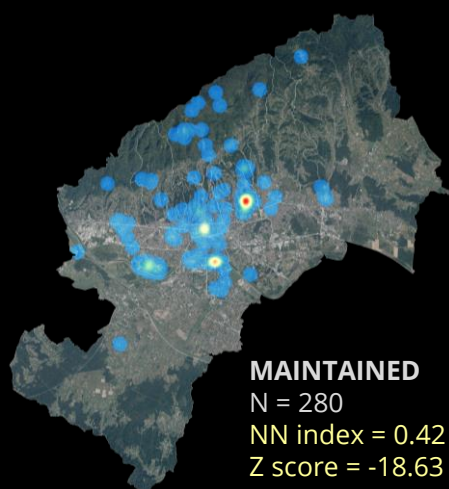 MAINTAINED
N = 280
NN index = 0.42
Z score = -18.63